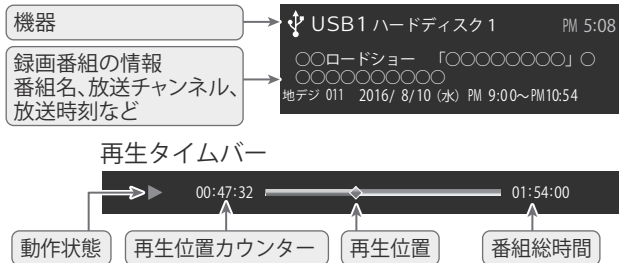 機器
USB1 ハードディスク 1 PM 5:08
録画番組の情報
番組名、放送チャンネル、
放送時刻など
○○ロードショー 「○○○○○○○○」○
○○○○○○○○○○
地デジ 011 2016/ 8/10 (水) PM 9:00~PM10:54
再生タイムバー
00:47:32 01:54:00
動作状態 再生位置カウンター 再生位置 番組総時間